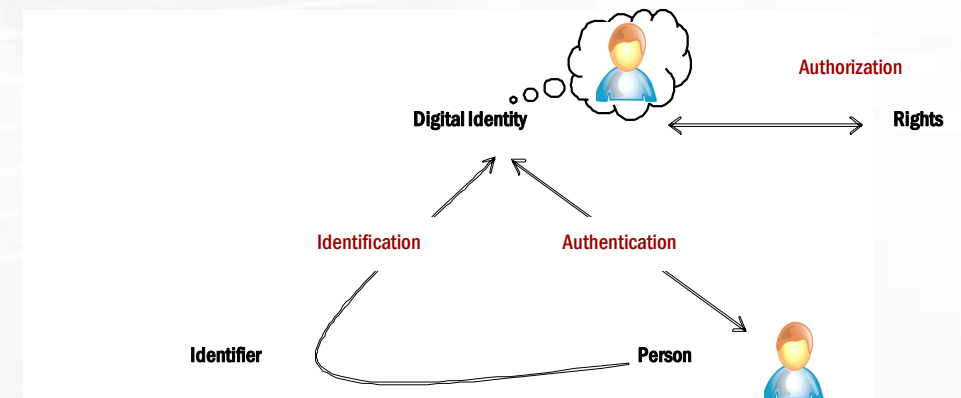 Authorization
Digital Identity
Rights
Identification
Authentication
Identifier
Person